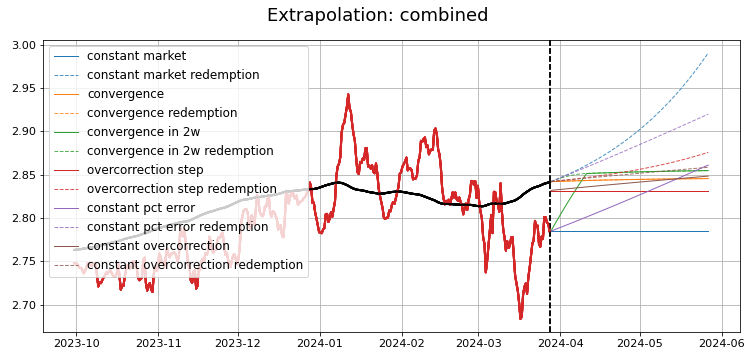 Extrapolation: combined
3.00
2.95
2.90
2.85
2.80
2.75
2.70
constant market
constant market redemption
convergence
convergence redemption
convergence in 2w
convergence in 2w redemption
overcorrection step
overcorrection step redemption
constant pct error
constant pct error redemption
constant overcorrection
constant overcorrection redemption
2023-10 2023-11 2023-12 2024-01 2024-02 2024-03 2024-04 2024-05 2024-06